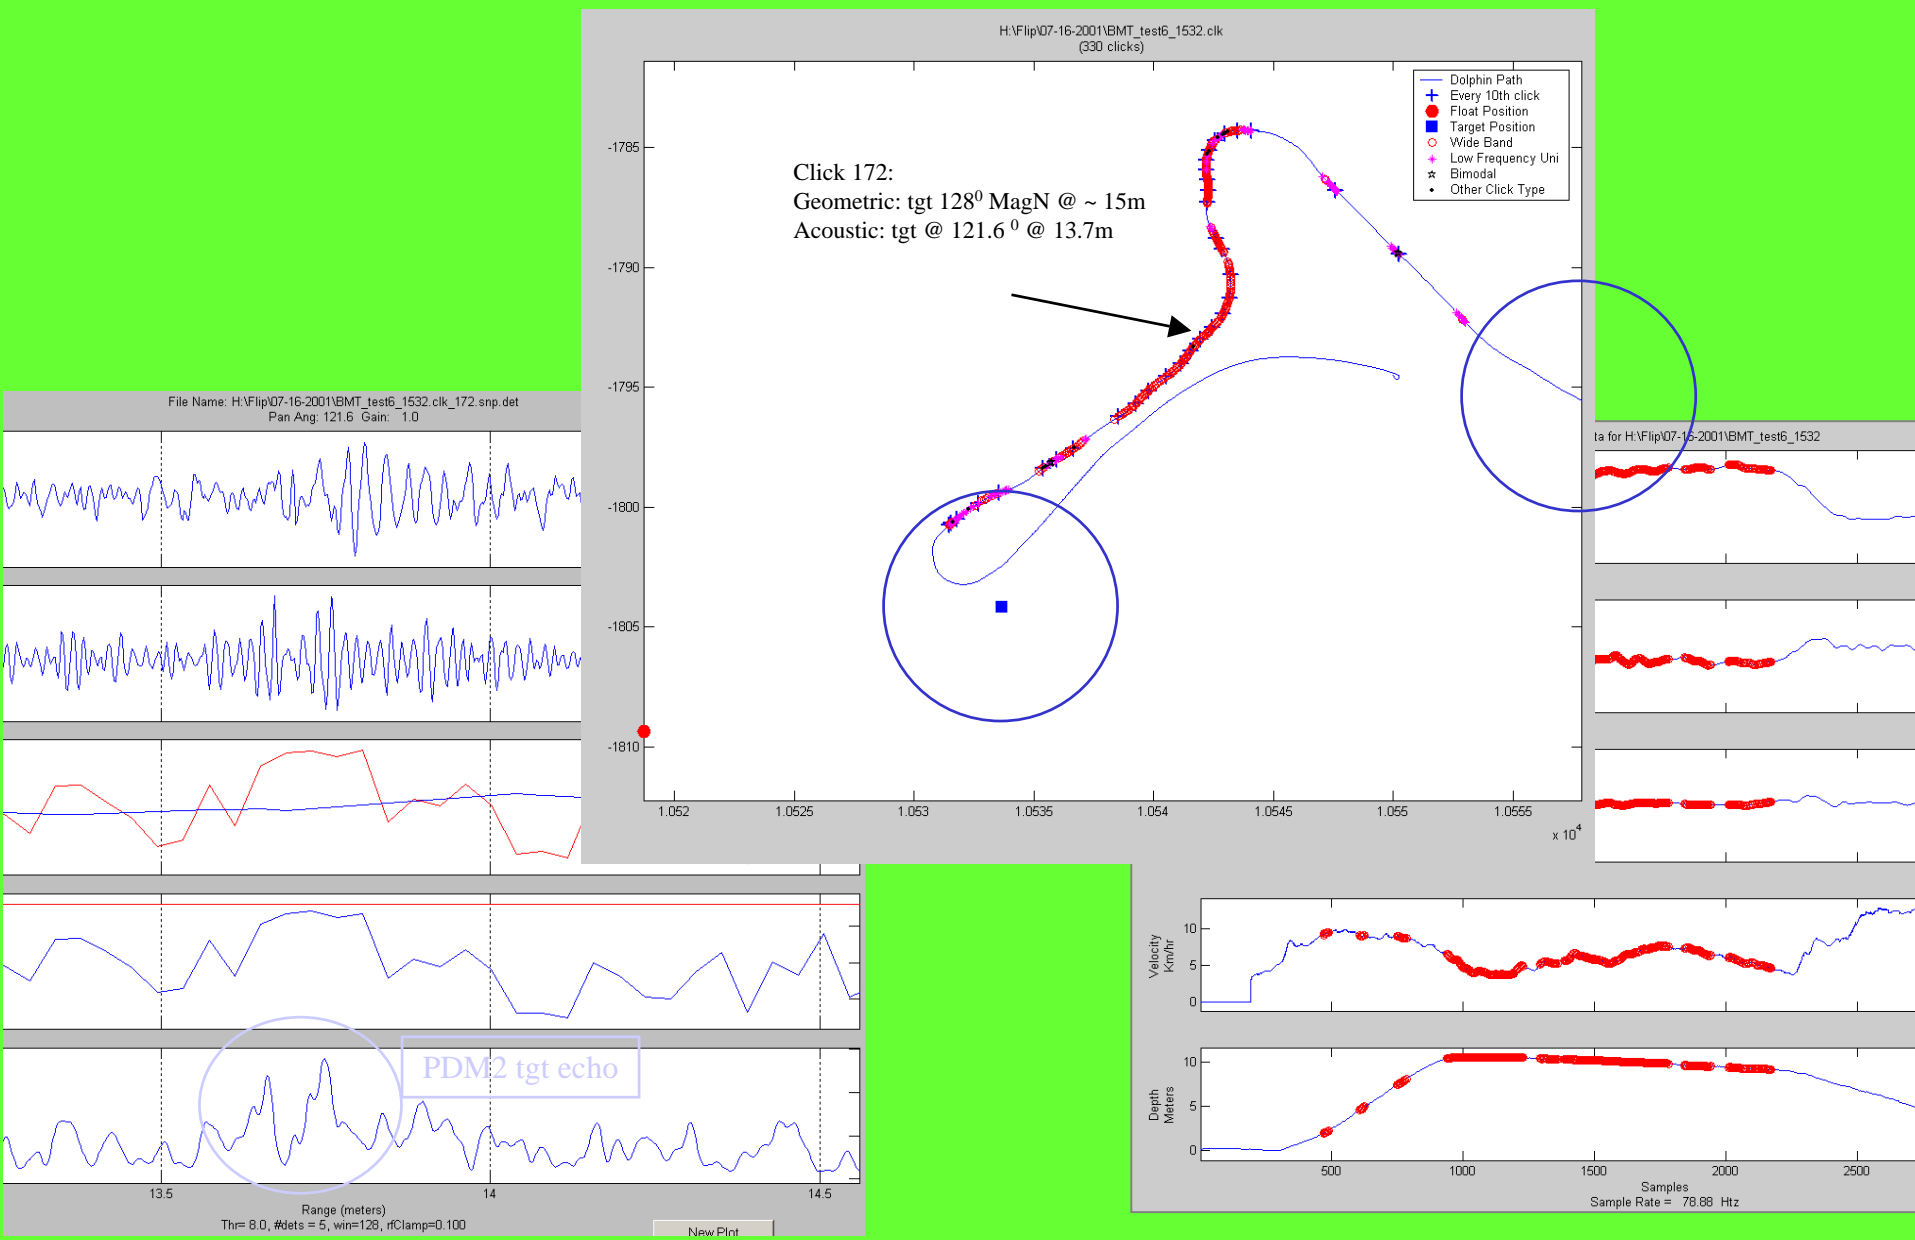 H:\Flip\07-16-2001\BMT_test6_1532.clk
(330 clicks)
Dolphin Path
Every 10th click
Float Position
Target Position
Wide Band
Low Frequency Uni
Bimodal
Other Click Type
Click 172:
Geometric: tgt 128⁰ MagN @ ~ 15m
Acoustic: tgt @ 121.6 ⁰ @ 13.7m
-1785
-1790
-1795
-1800
-1805
-1810
1.052 1.0525 1.053 1.0535 1.054 1.0545 1.055 1.0555
x 10⁴
File Name: H:\Flip\07-16-2001\BMT_test6_1532.clk_172.snp.det
Pan Ang: 121.6 Gain: 1.0
PDM2 tgt echo
13.5 14 14.5
Range (meters)
Thr= 8.0, #dets = 5, win=128, rfClamp=0.100
New Plot
ta for H:\Flip\07-16-2001\BMT_test6_1532
Velocity
Km/hr
10
5
0
Depth
Meters
10
5
0
500 1000 1500 2000 2500
Samples
Sample Rate = 78.88 Htz